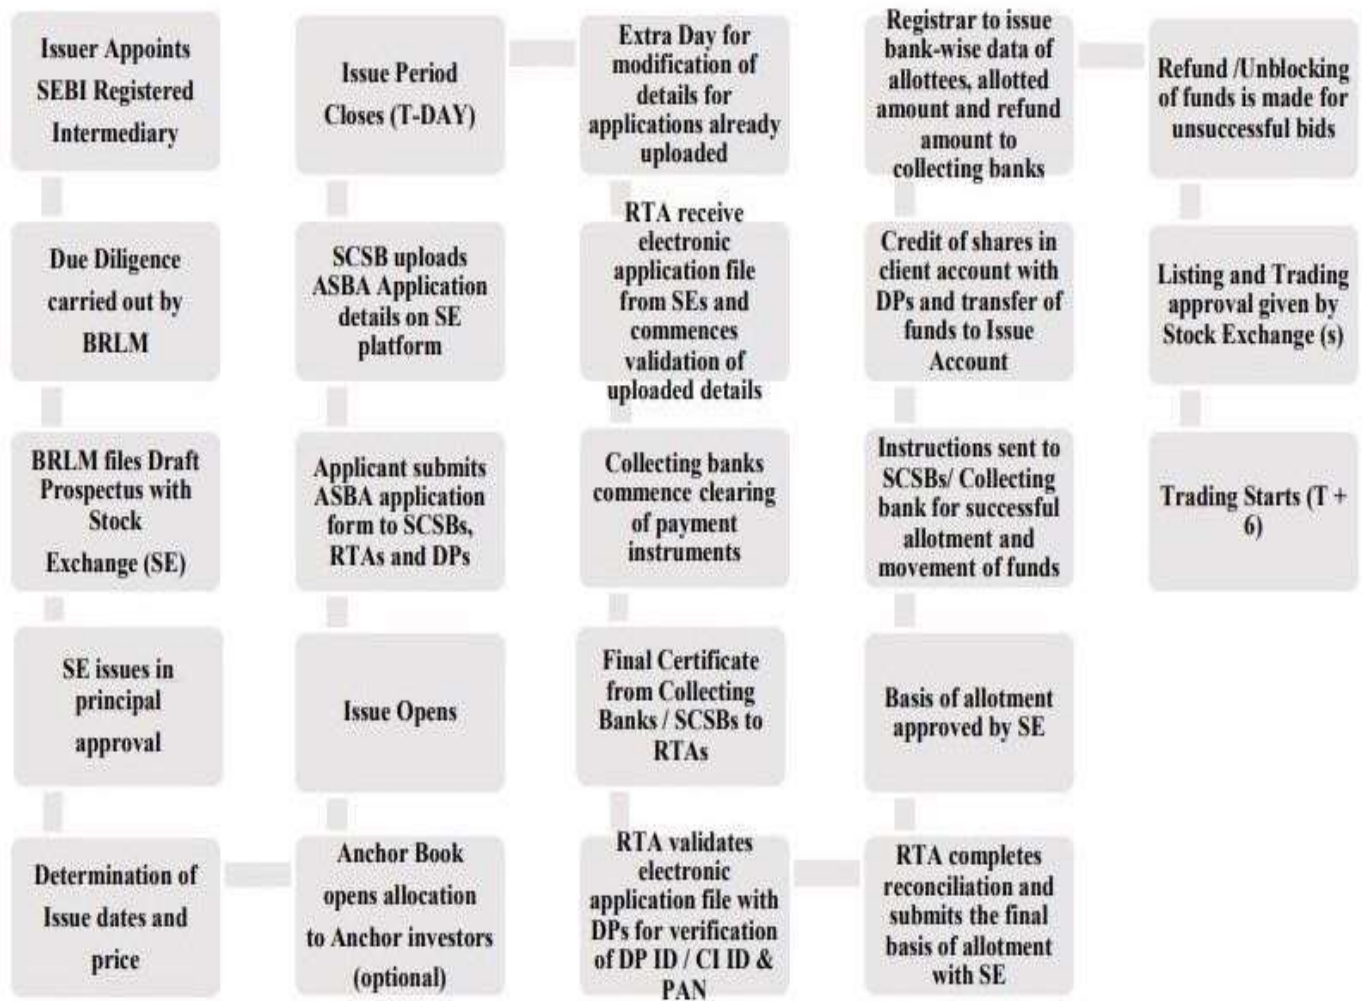 Issuer Appoints
SEBI Registered
Intermediary
Due Diligence
carried out by
BRLM
BRLM files Draft
Prospectus with
Stock
Exchange (SE)
SE issues in
principal
approval
Determination of
Issue dates and
price
Anchor Book
opens allocation
to Anchor investors
(optional)
Issue Opens
Applicant submits
ASBA application
form to SCSBs,
RTAs and DPs
SCSB uploads
ASBA Application
details on SE
platform
Issue Period
Closes (T-DAY)
Extra Day for
modification of
details for
applications already
uploaded
RTA receive
electronic
application file
from SEs and
commences
validation of
uploaded details
Collecting banks
commence clearing
of payment
instruments
Final Certificate
from Collecting
Banks / SCSBs to
RTAs
RTA validates
electronic
application file with
DPs for verification
of DP ID / CI ID &
PAN
RTA completes
reconciliation and
submits the final
basis of allotment
with SE
Basis of allotment
approved by SE
Instructions sent to
SCSBs/ Collecting
bank for successful
allotment and
movement of funds
Credit of shares in
client account with
DPs and transfer of
funds to Issue
Account
Registrar to issue
bank-wise data of
allottees, allotted
amount and refund
amount to
collecting banks
Refund /Unblocking
of funds is made for
unsuccessful bids
Listing and Trading
approval given by
Stock Exchange (s)
Trading Starts (T +
6)